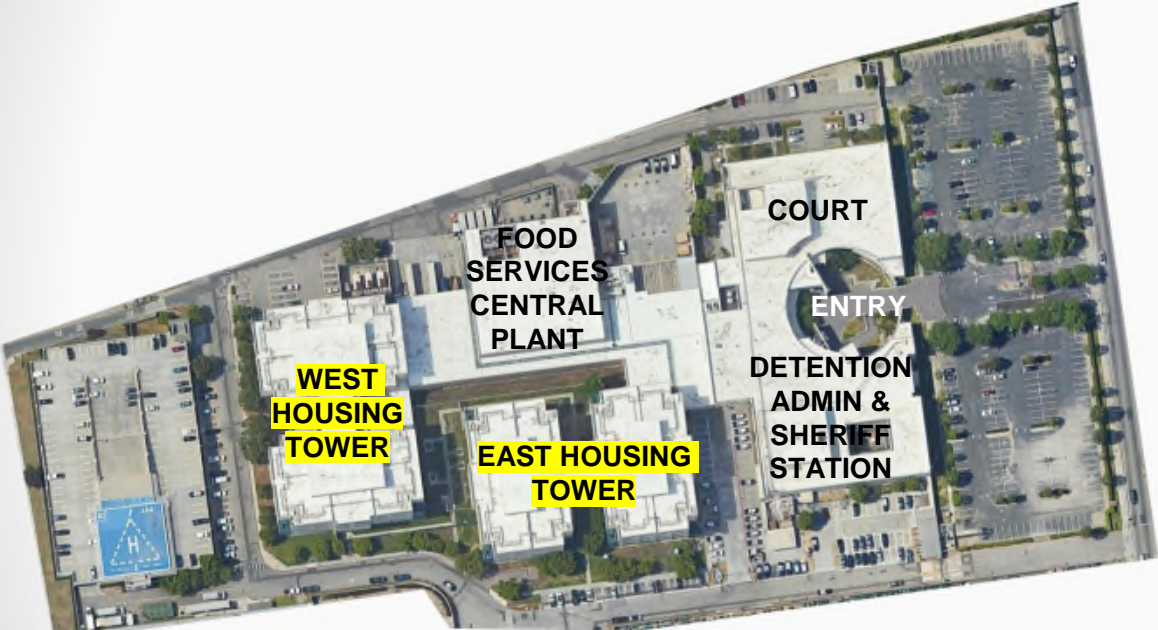 COURT
FOOD
SERVICES
CENTRAL
PLANT
ENTRY
DETENTION
ADMIN &
SHERIFF
STATION
WEST
HOUSING
TOWER
EAST HOUSING
TOWER
H